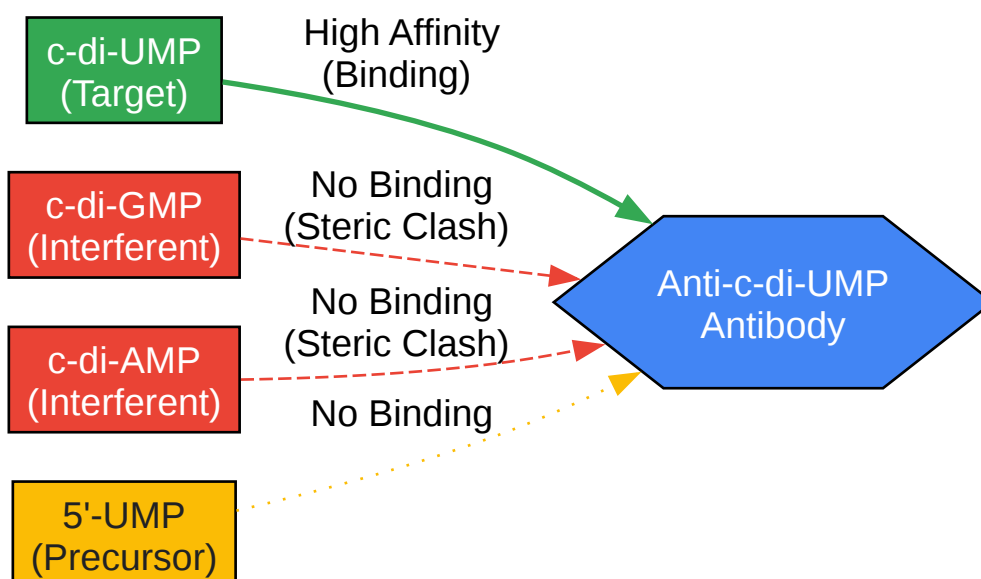 c-di-UMP
(Target)
High Affinity
(Binding)
c-di-GMP
(Interferent)
No Binding
(Steric Clash)
c-di-AMP
(Interferent)
No Binding
(Steric Clash)
5'-UMP
(Precursor)
No Binding
Anti-c-di-UMP
Antibody